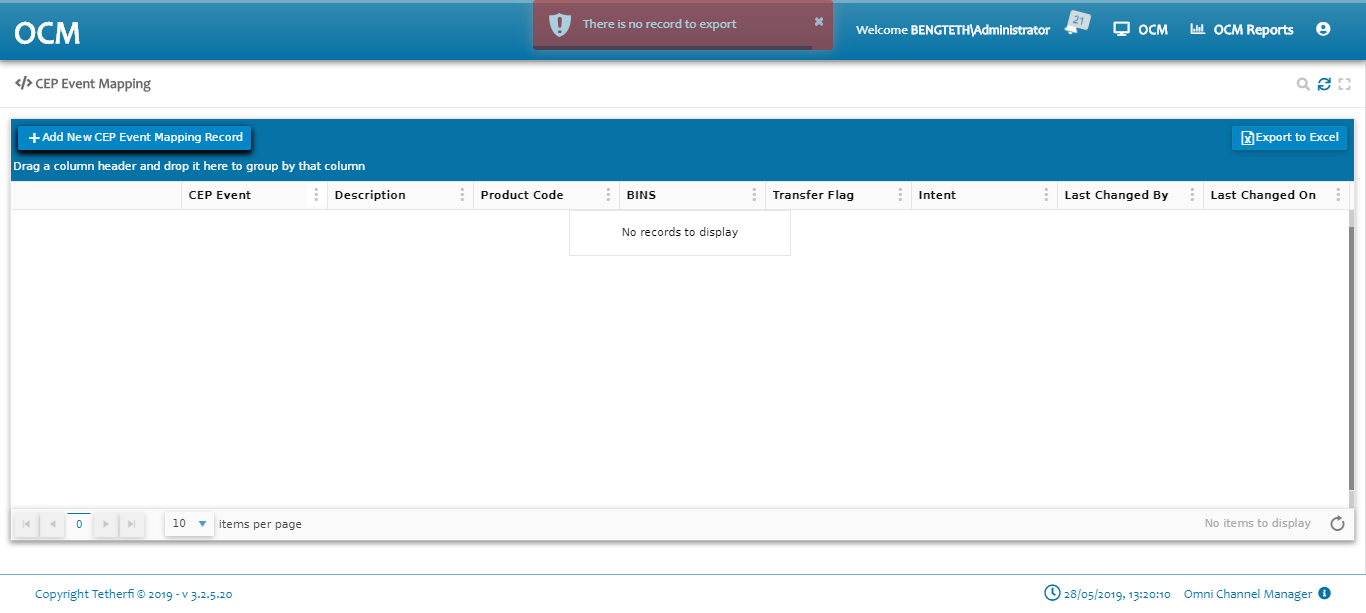 OCM
There is no record to export
Welcome BENGTETH\Administrator
21
OCM
OCM Reports
CEP Event Mapping
Add New CEP Event Mapping Record
Export to Excel
Drag a column header and drop it here to group by that column
CEP Event Description Product Code BINS Transfer Flag Intent Last Changed By Last Changed On
No records to display
0
10
items per page
No items to display
Copyright Tetherfi © 2019 - v 3.2.5.20
28/05/2019, 13:20:10
Omni Channel Manager